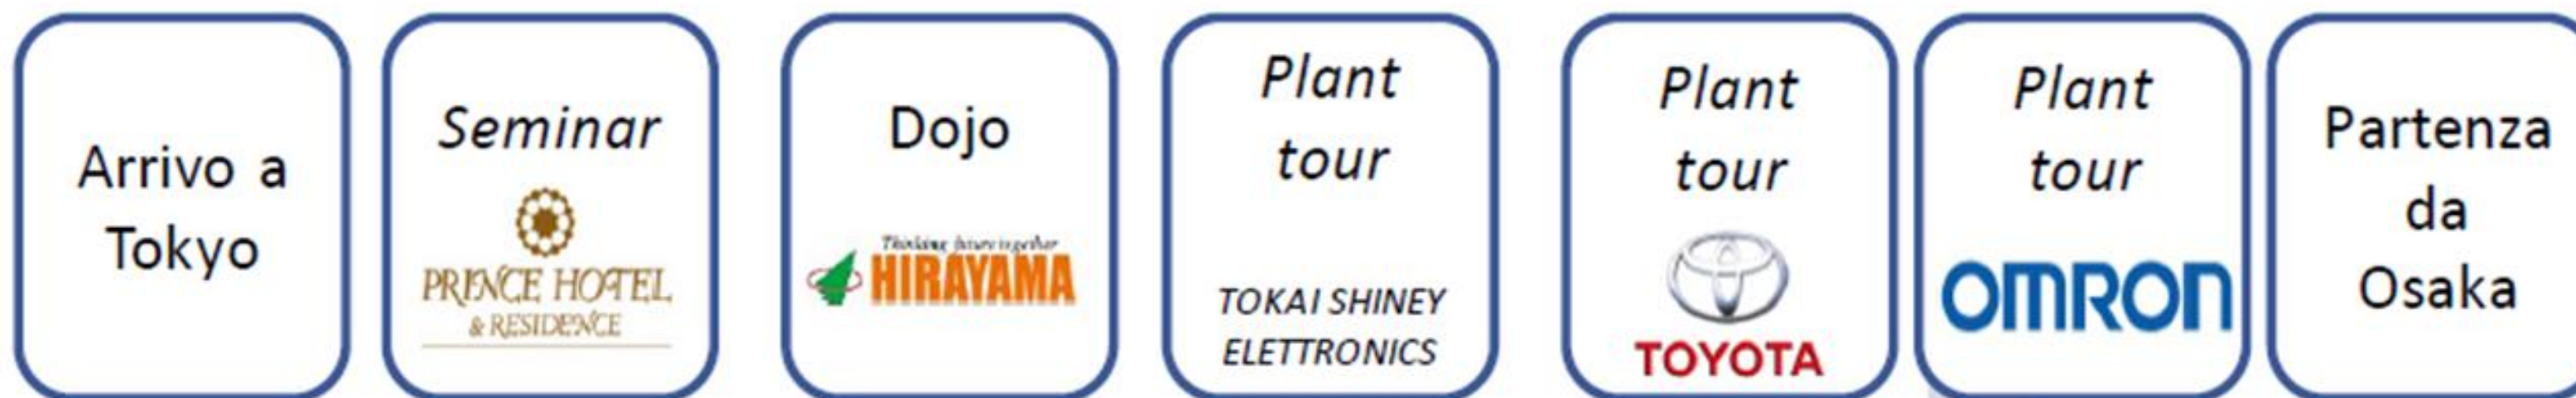 Arrivo a
Tokyo
Seminar
PRINCE HOTEL
& RESIDENCE
Dojo
Thinking future together
HIRAYAMA
Plant
tour
TOKAI SHINEY
ELETTRONICS
Plant
tour
TOYOTA
Plant
tour
OMRON
Partenza
da
Osaka